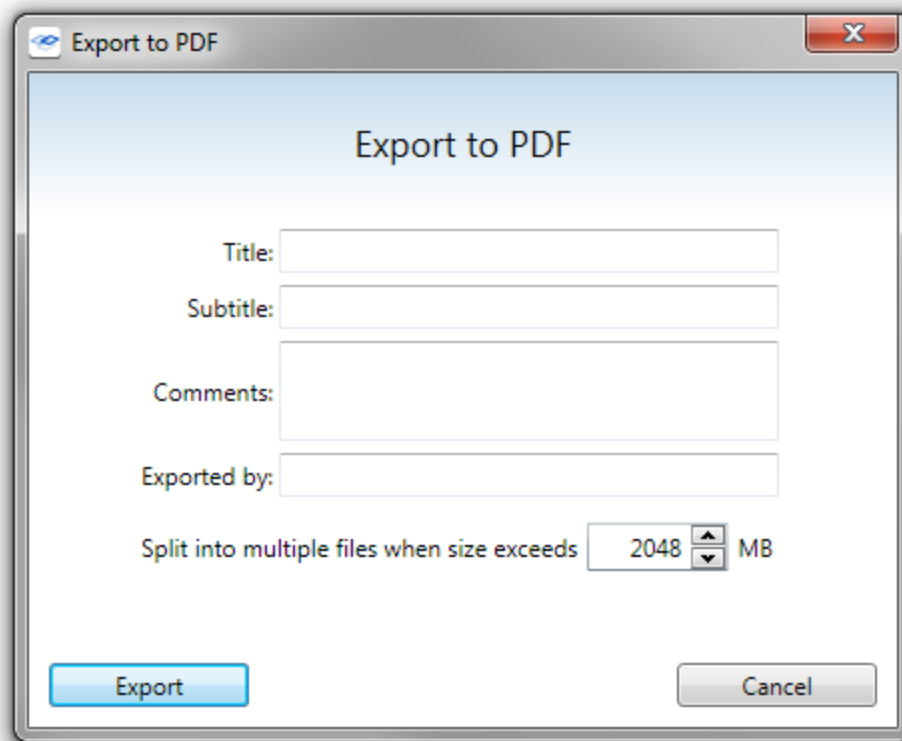 Export to PDF
Export to PDF
Title:
Subtitle:
Comments:
Exported by:
Split into multiple files when size exceeds 2048 MB
Export Cancel